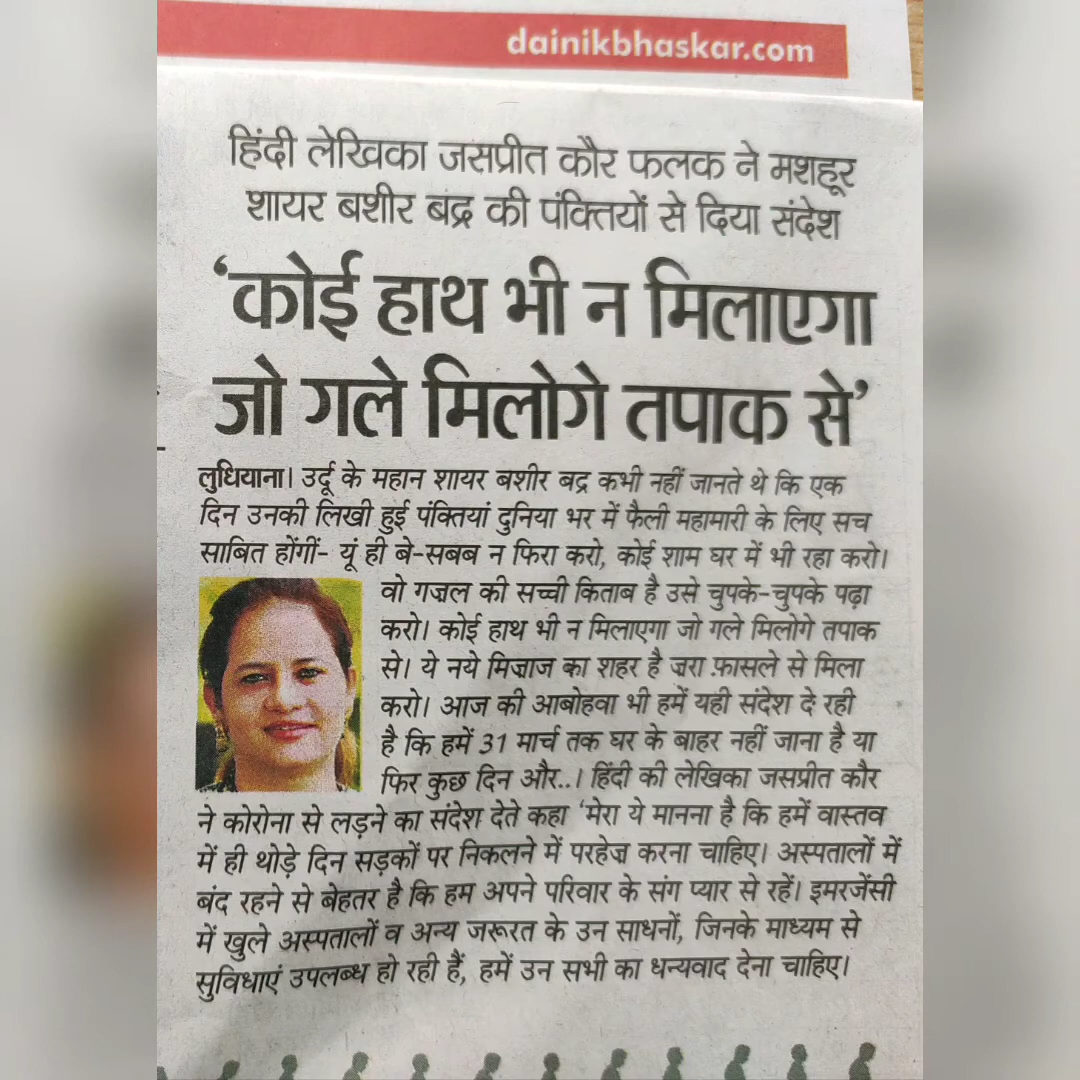 dainikbhaskar.com
हिंदी लेखिका जसप्रीत कौर फलक ने मशहूर
शायर बशीर बद्र की पंक्तियों से दिया संदेश
‘कोई हाथ भी न मिलाएगा
जो गले मिलोगे तपाक से’
लुधियाना। उर्दू के महान शायर बशीर बद्र कभी नहीं जानते थे कि एक
दिन उनकी लिखी हुई पंक्तियां दुनिया भर में फैली महामारी के लिए सच
साबित होंगीं- यूं ही बे-सबब न फिरा करो, कोई शाम घर में भी रहा करो।
वो गज़ल की सच्ची किताब है उसे चुपके-चुपके पढ़ा
करो। कोई हाथ भी न मिलाएगा जो गले मिलोगे तपाक
से। ये नये मिज़ाज का शहर है ज़रा फ़ासले से मिला
करो। आज की आबोहवा भी हमें यही संदेश दे रही
है कि हमें 31 मार्च तक घर के बाहर नहीं जाना है या
फिर कुछ दिन और..। हिंदी की लेखिका जसप्रीत कौर
ने कोरोना से लड़ने का संदेश देते कहा ‘मेरा ये मानना है कि हमें वास्तव
में ही थोड़े दिन सड़कों पर निकलने में परहेज़ करना चाहिए। अस्पतालों में
बंद रहने से बेहतर है कि हम अपने परिवार के संग प्यार से रहें। इमरजेंसी
में खुले अस्पतालों व अन्य जरूरत के उन साधनों, जिनके माध्यम से
सुविधाएं उपलब्ध हो रही हैं, हमें उन सभी का धन्यवाद देना चाहिए।